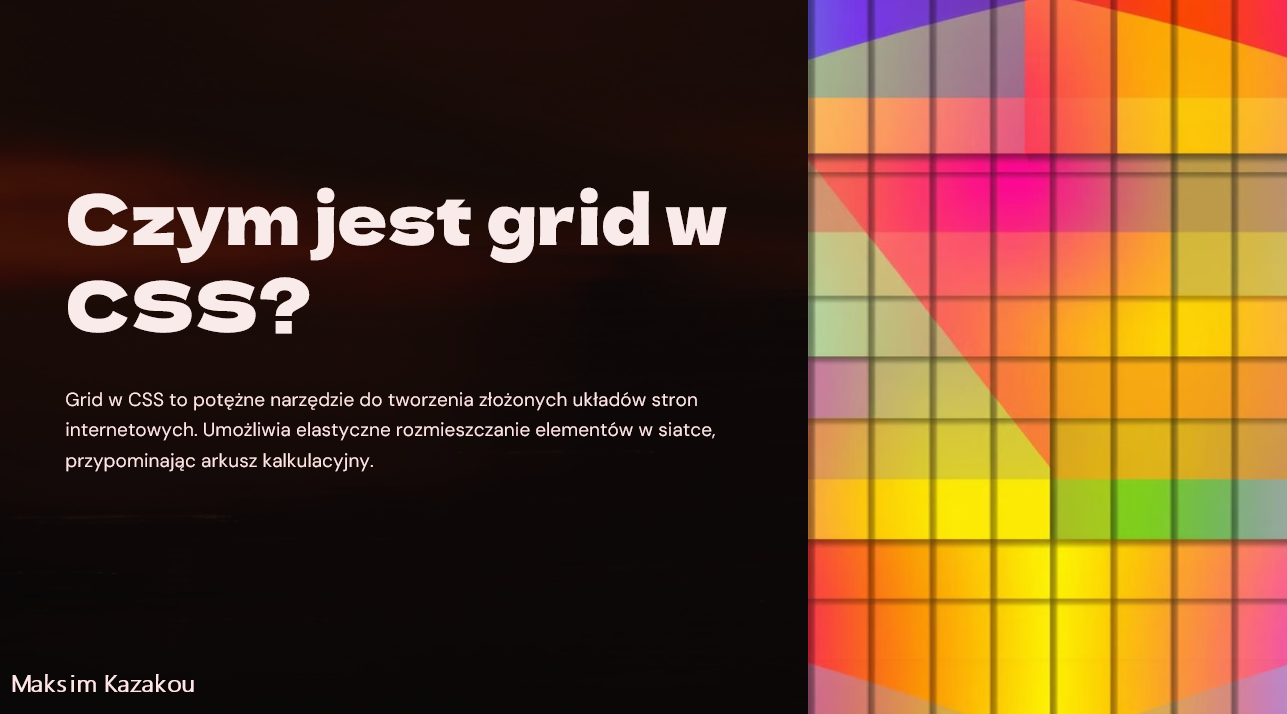 Czym jest grid w
CSS?
Grid w CSS to potężne narzędzie do tworzenia złożonych układów stron
internetowych. Umożliwia elastyczne rozmieszczanie elementów w siatce,
przypominając arkusz kalkulacyjny.
Maksim Kazakou